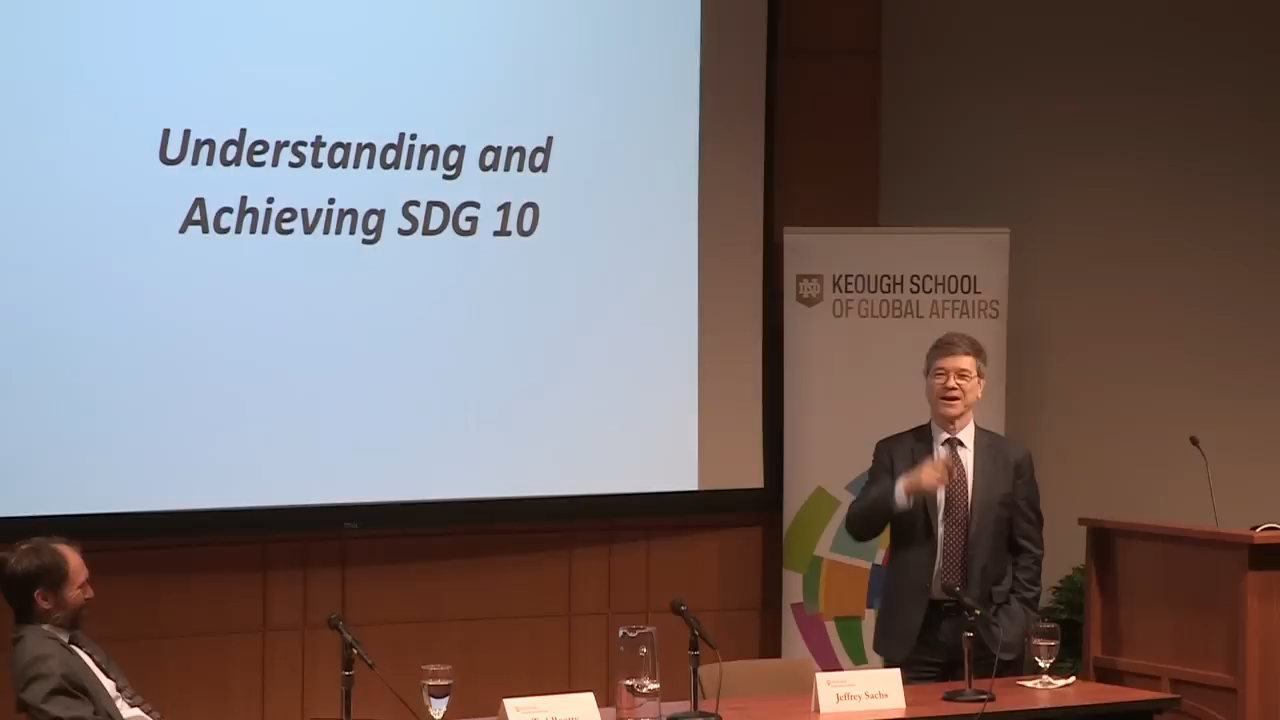 Understanding and
Achieving SDG 10
KEOUGH SCHOOL
OF GLOBAL AFFAIRS
Jeffrey Sachs